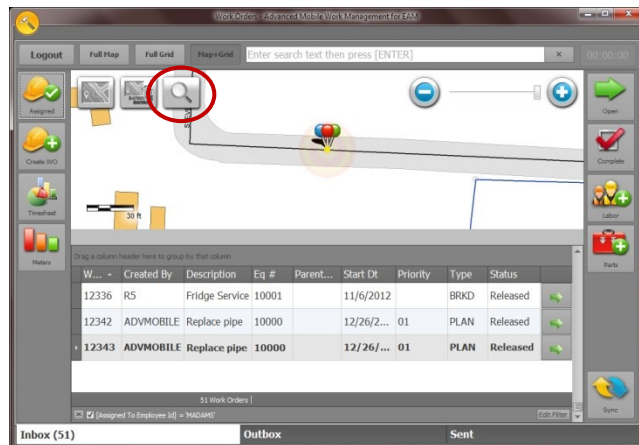 Work Orders - Advanced Mobile Work Management for EAM
Logout
Full Map
Full Grid
Map+Grid
Enter search text then press [ENTER]
×
00:00:00
Assigned
Create WO
Timesheet
Meters
30 ft
Open
Complete
Labor
Parts
Sync
Drag a column header here to group by that column
W... Created By Description Eq # Parent... Start Dt Priority Type Status
12336 R5 Fridge Service 10001 11/6/2012 BRKD Released
12342 ADVMOBILE Replace pipe 10000 12/26/2... 01 PLAN Released
12343 ADVMOBILE Replace pipe 10000 12/26/... 01 PLAN Released
51 Work Orders
[Assigned To Employee Id] = 'MADAMS'
Edit Filter
Inbox (51) Outbox Sent